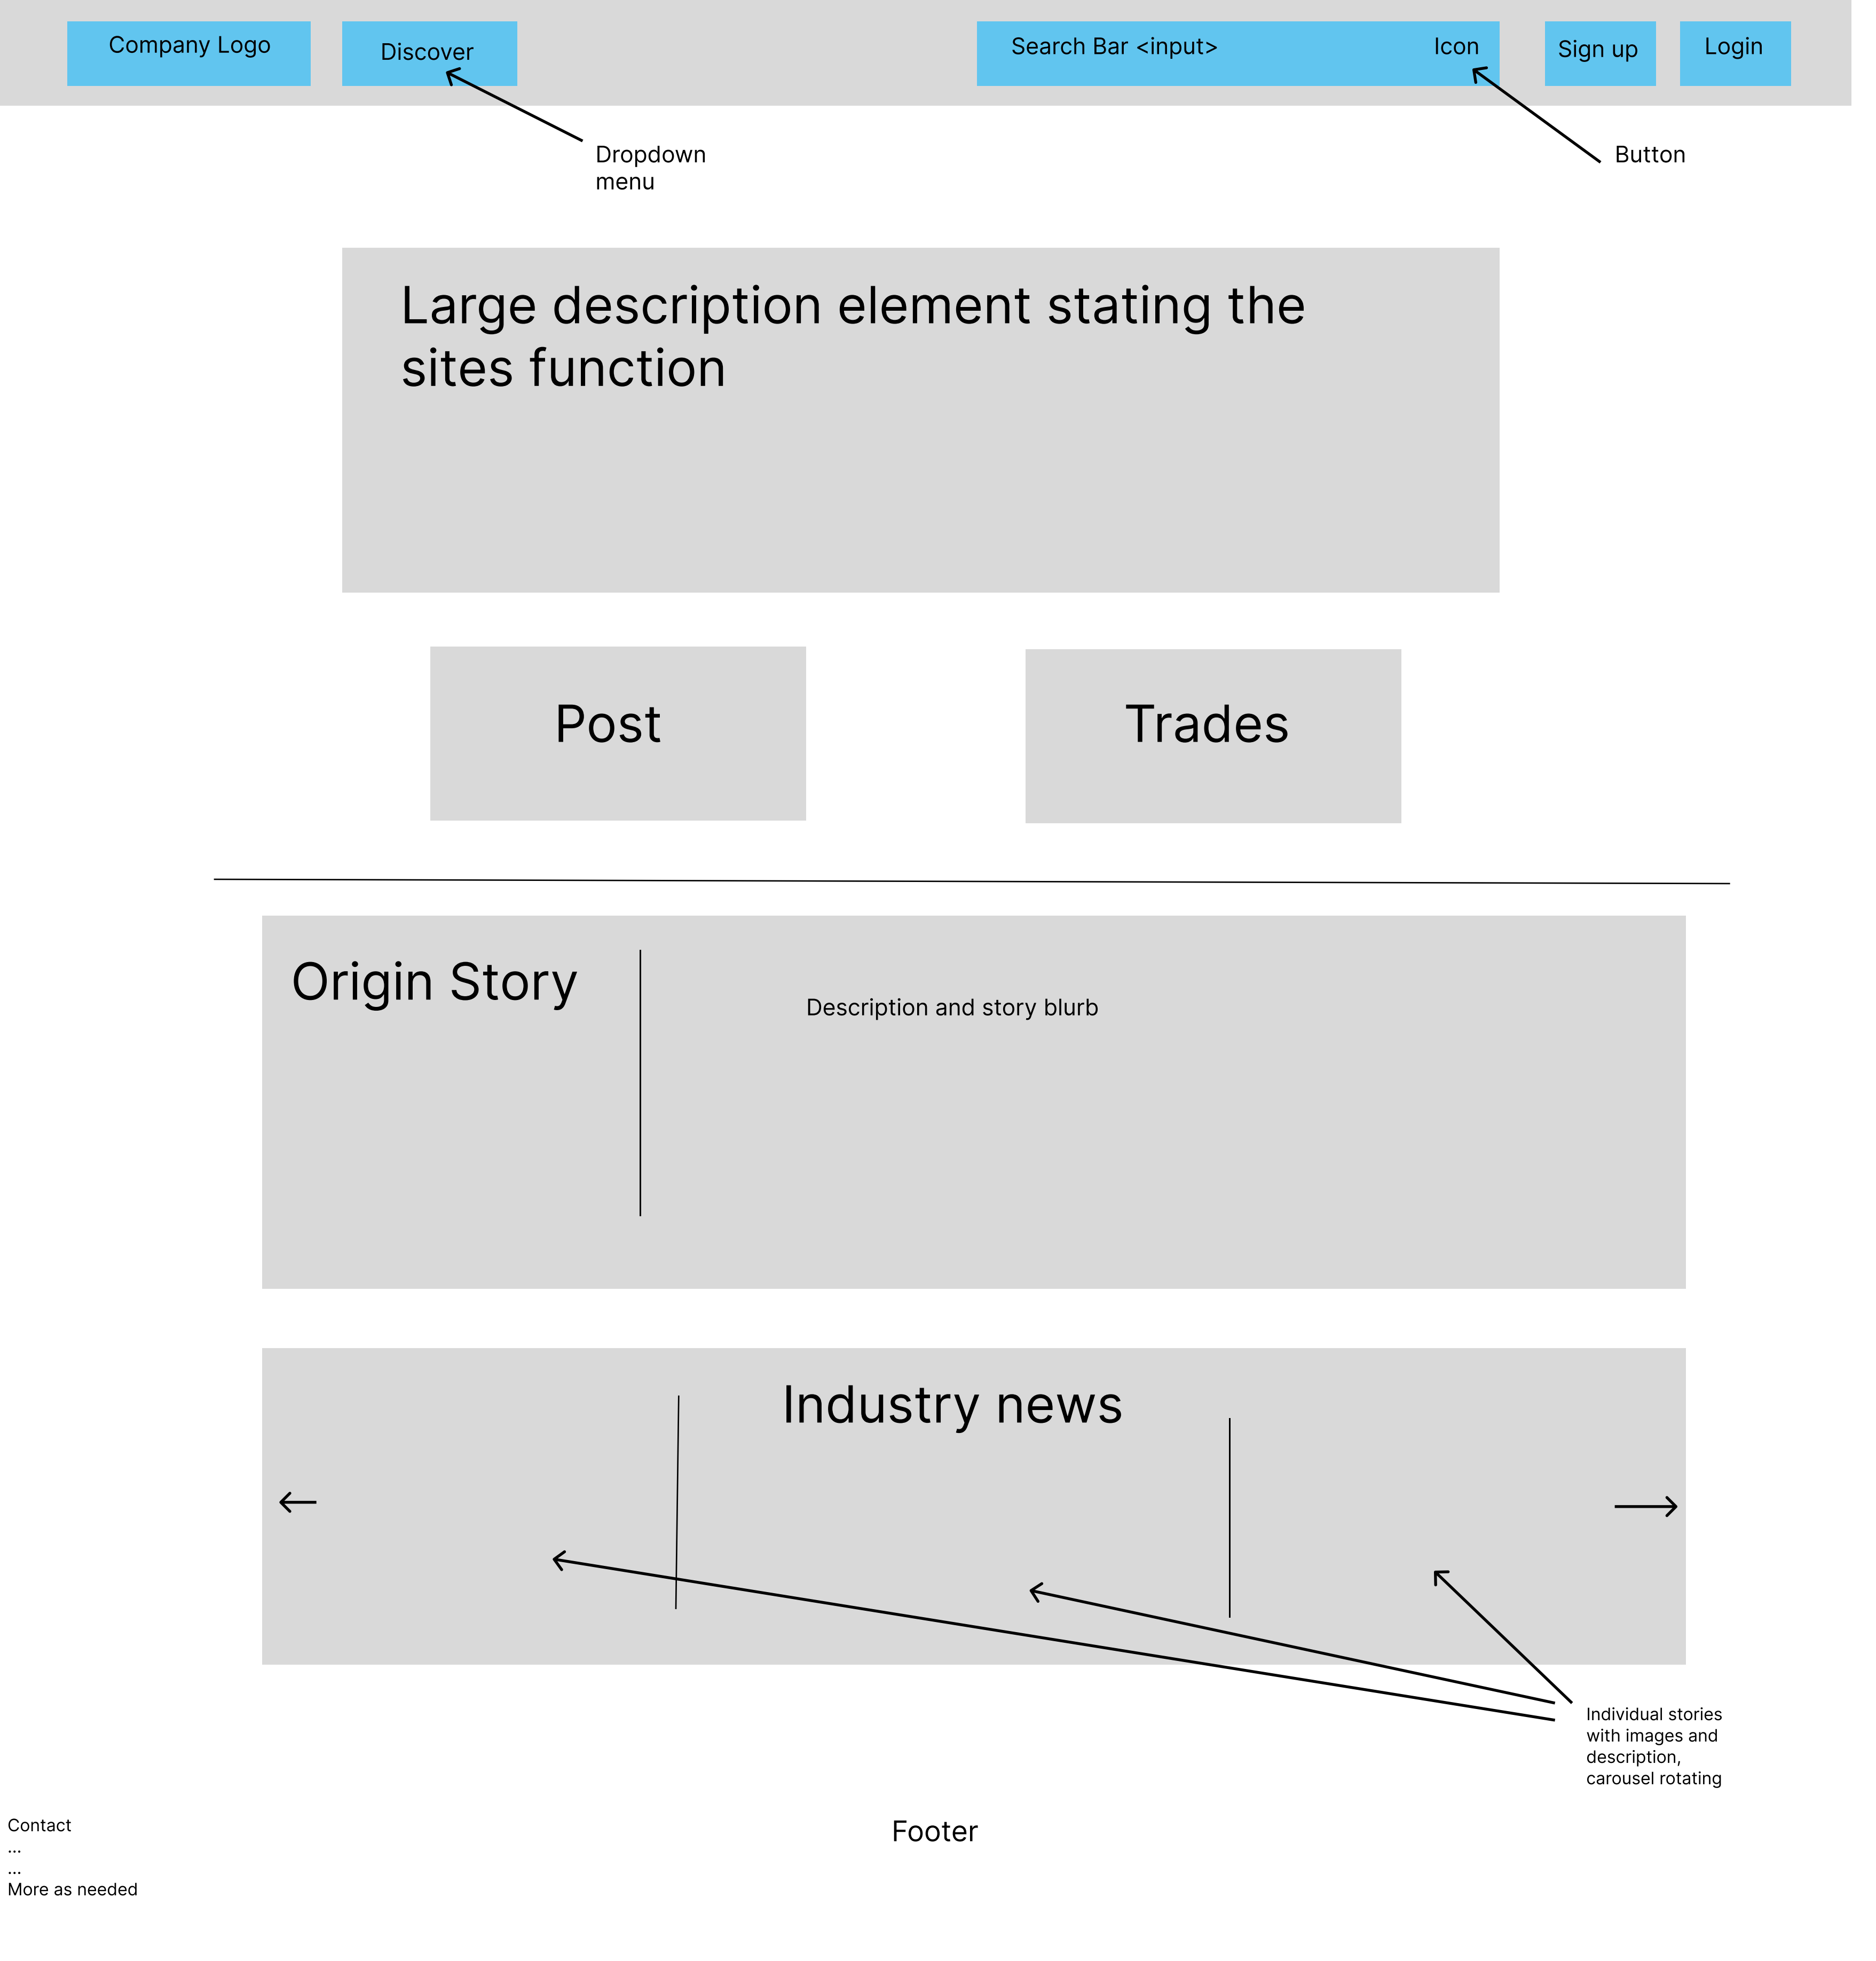 Company Logo
Discover
Search Bar <input>
Icon
Sign up
Login
Dropdown
menu
Button
Large description element stating the
sites function
Post
Trades
Origin Story
Description and story blurb
Industry news
Individual stories
with images and
description,
carousel rotating
Contact
...
...
More as needed
Footer